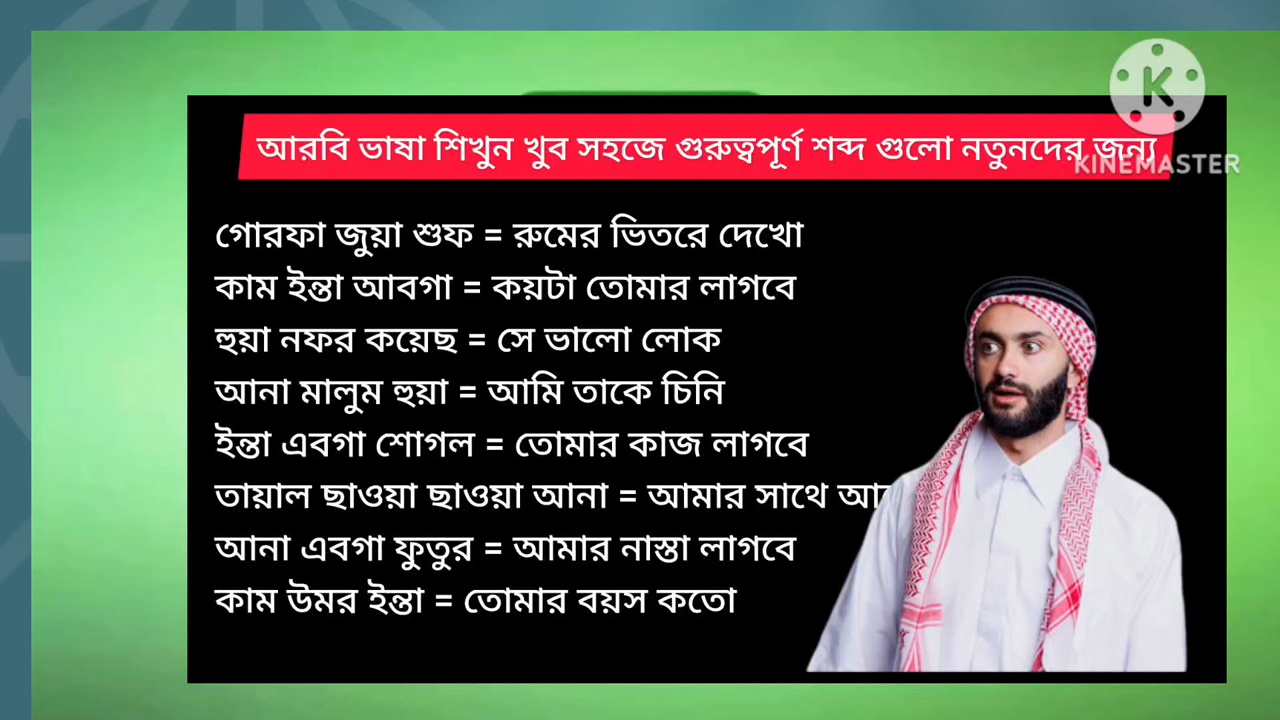 আরবি ভাষা শিখুন খুব সহজে গুরুত্বপূর্ণ শব্দ গুলো নতুনদের জন্য
KINEMASTER
গোরফা জুয়া শুফ = রুমের ভিতরে দেখো
কাম ইন্তা আবগা = কয়টা তোমার লাগবে
হুয়া নফর কয়েছ = সে ভালো লোক
আনা মালুম হুয়া = আমি তাকে চিনি
ইন্তা এবগা শোগল = তোমার কাজ লাগবে
তায়াল ছাওয়া ছাওয়া আনা = আমার সাথে
আনা এবগা ফুতুর = আমার নাস্তা লাগবে
কাম উমর ইন্তা = তোমার বয়স কতো